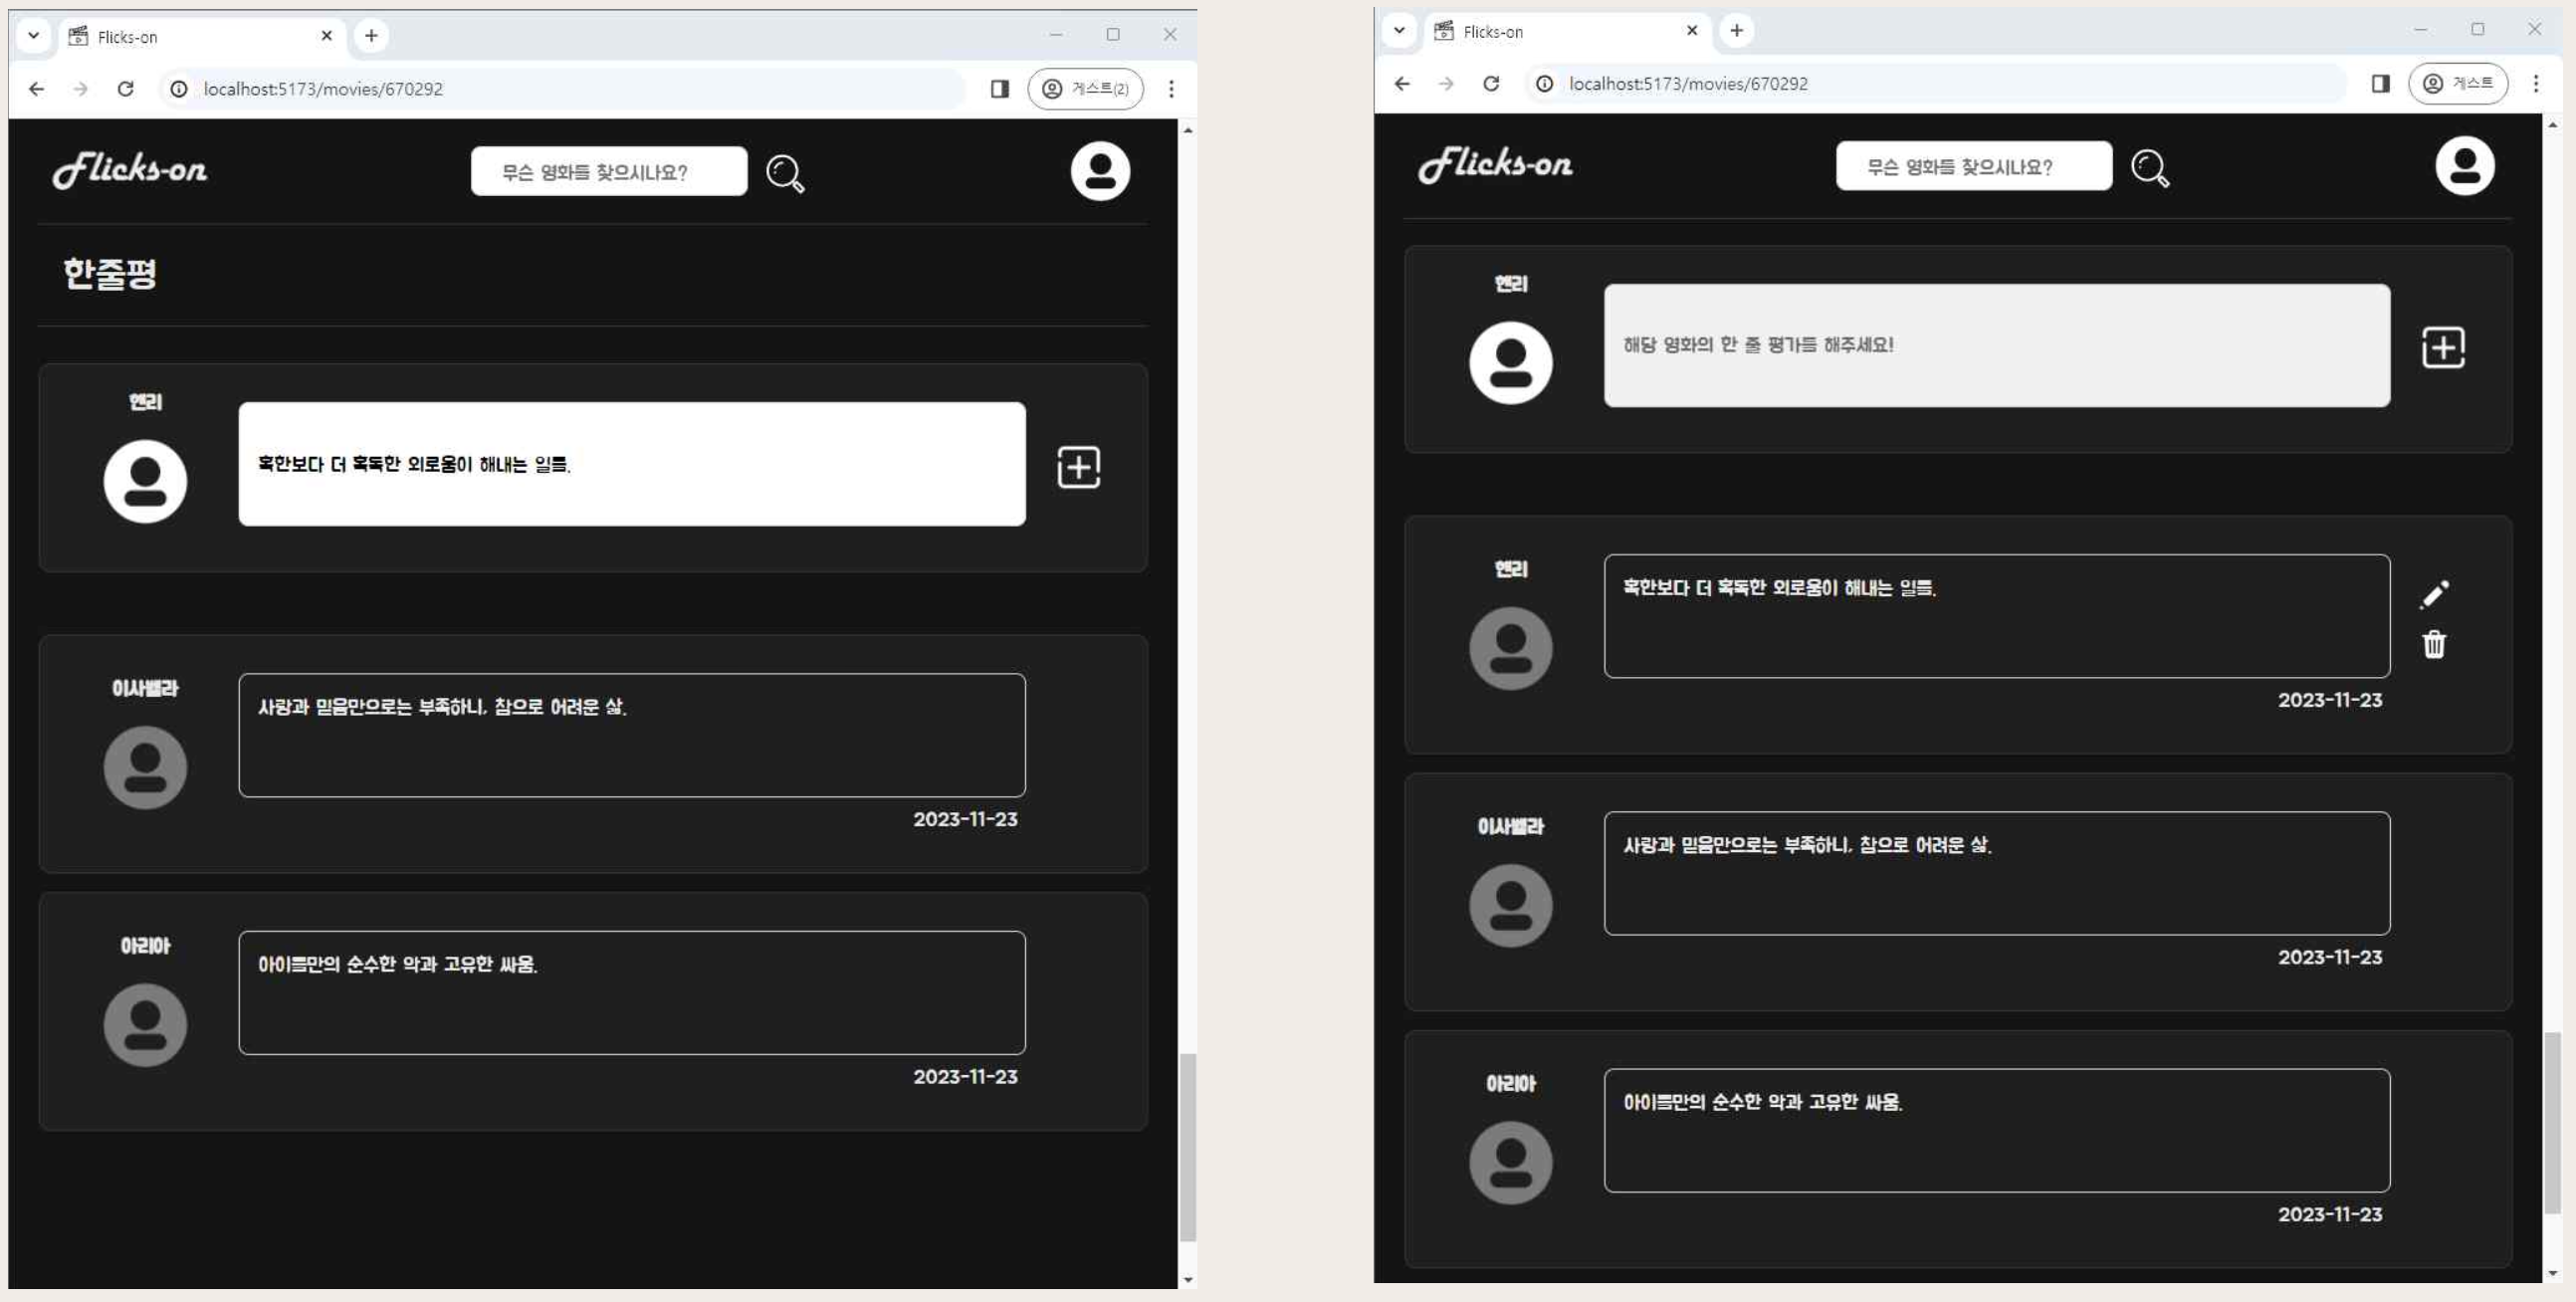 Flicks-on
localhost:5173/movies/670292
게스트(2)
Flicks-on
무슨 영화를 찾으시나요?
한줄평
헨리
혹한보다 더 혹독한 외로움이 해내는 일들.
이사벨라
사랑과 믿음만으로는 부족하니, 참으로 어려운 삶.
2023-11-23
아리아
아이들만의 순수한 악과 고유한 싸움.
2023-11-23
Flicks-on
localhost:5173/movies/670292
게스트
Flicks-on
무슨 영화를 찾으시나요?
헨리
해당 영화의 한 줄 평가를 해주세요!
헨리
혹한보다 더 혹독한 외로움이 해내는 일들.
2023-11-23
이사벨라
사랑과 믿음만으로는 부족하니, 참으로 어려운 삶.
2023-11-23
아리아
아이들만의 순수한 악과 고유한 싸움.
2023-11-23